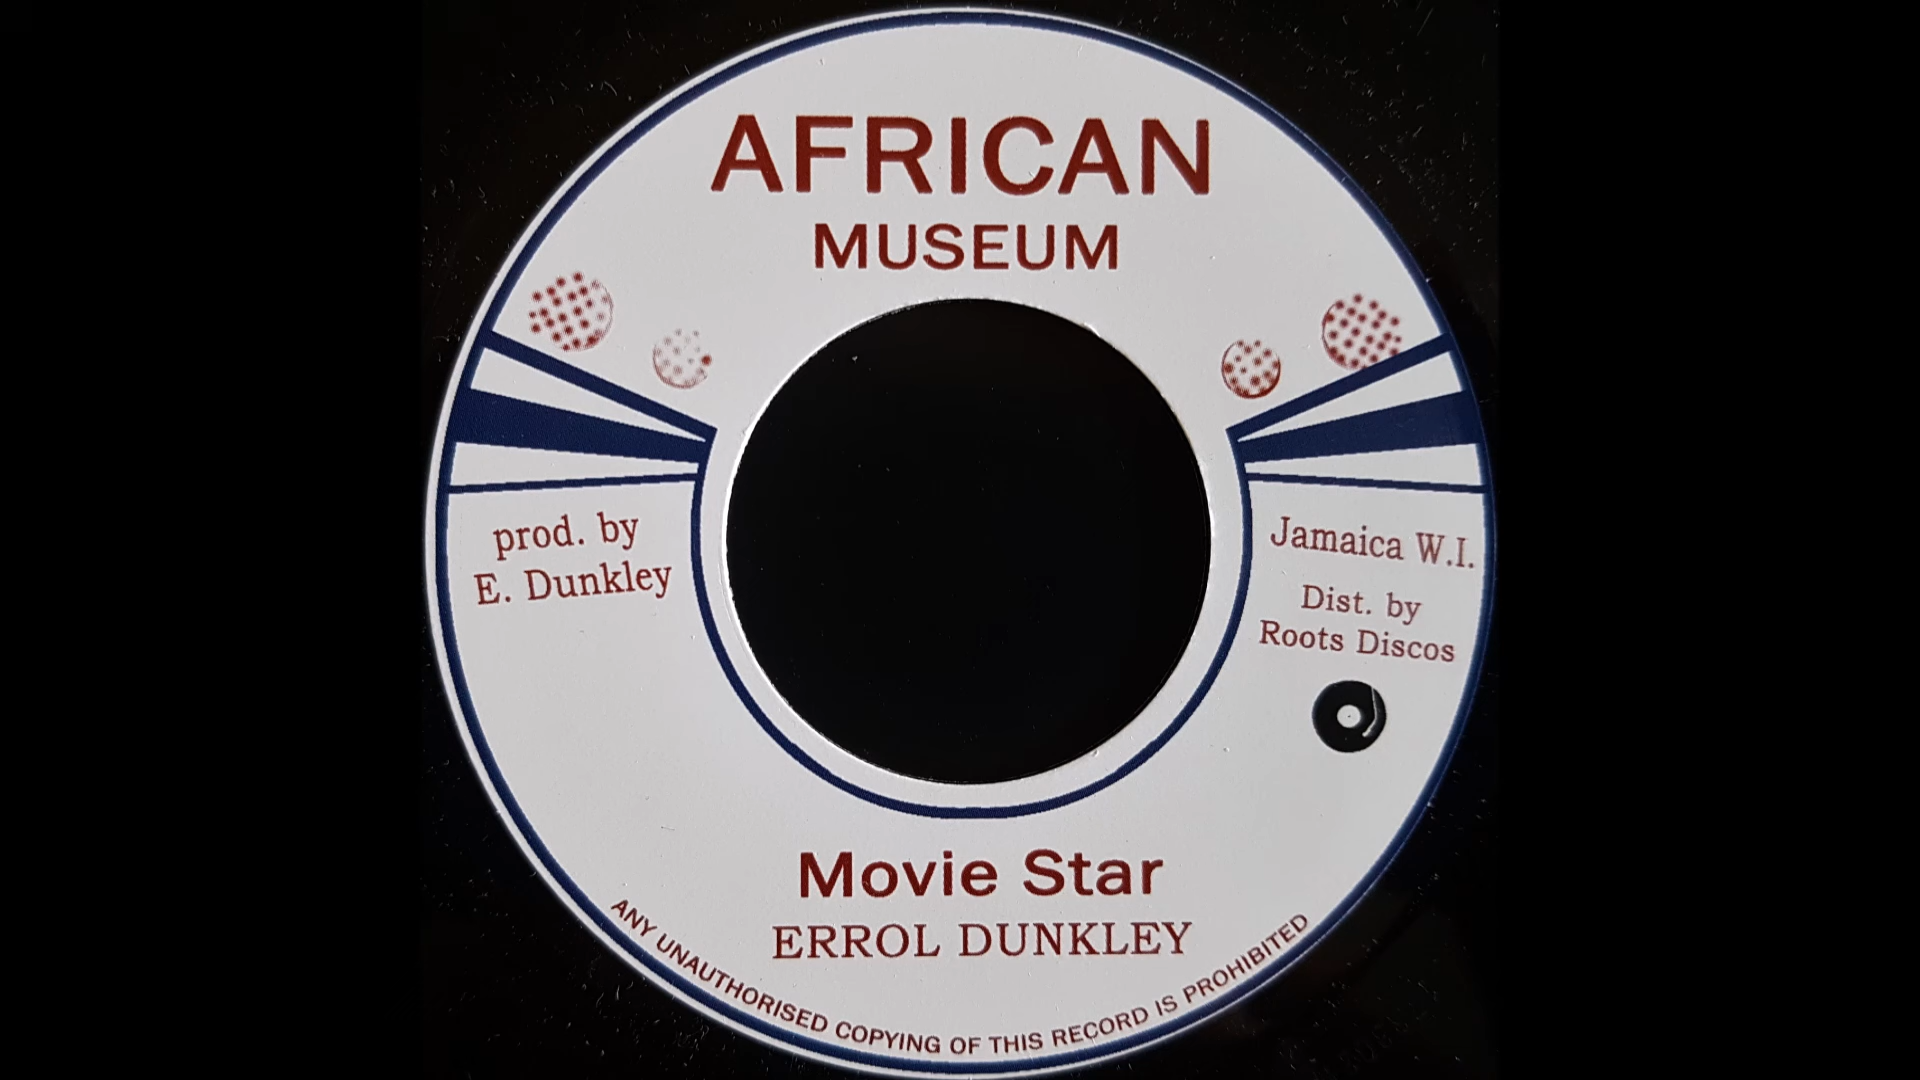 AFRICAN
MUSEUM
prod. by
E. Dunkley
Jamaica W.I.
Dist. by
Roots Discos
Movie Star
ERROL DUNKLEY
ANY UNAUTHORISED COPYING OF THIS RECORD IS PROHIBITED